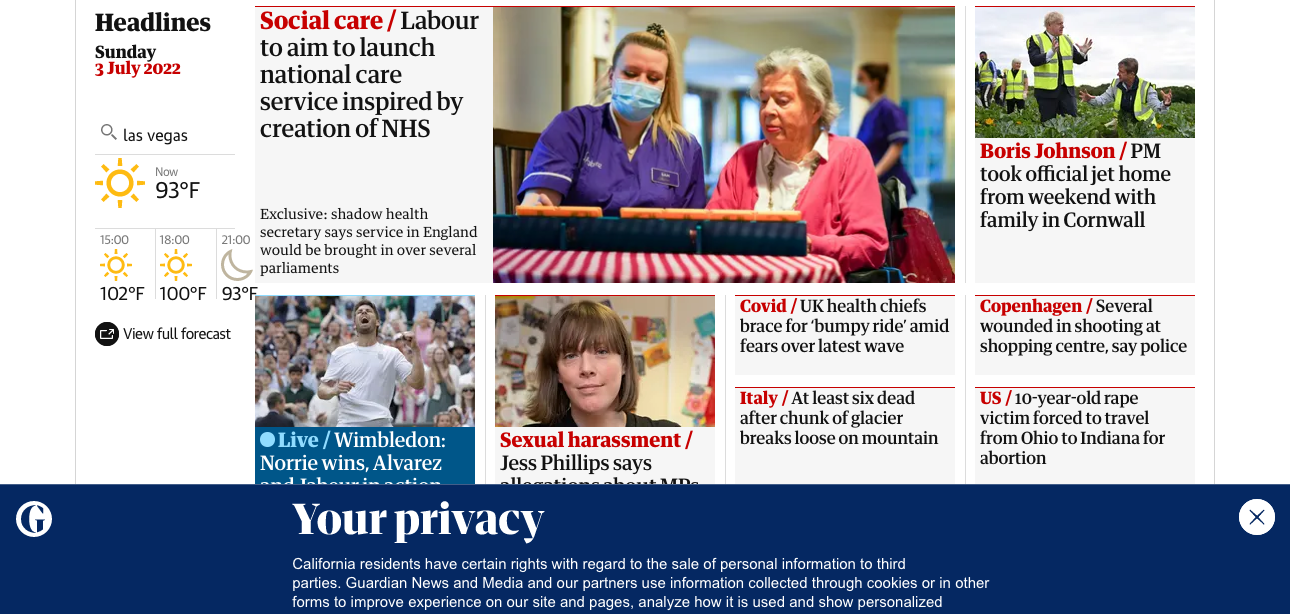 Headlines
Sunday
3 July 2022
las vegas
Now
93°F
15:00
102°F
18:00
100°F
21:00
93°F
View full forecast
Social care / Labour
to aim to launch
national care
service inspired by
creation of NHS
Exclusive: shadow health
secretary says service in England
would be brought in over several
parliaments
Boris Johnson / PM
took official jet home
from weekend with
family in Cornwall
Live / Wimbledon:
Norrie wins, Alvarez
and Jabour in action
Sexual harassment /
Jess Phillips says
allegations about MPs
Covid / UK health chiefs
brace for ‘bumpy ride’ amid
fears over latest wave
Italy / At least six dead
after chunk of glacier
breaks loose on mountain
Copenhagen / Several
wounded in shooting at
shopping centre, say police
US / 10-year-old rape
victim forced to travel
from Ohio to Indiana for
abortion
G
Your privacy
California residents have certain rights with regard to the sale of personal information to third
parties. Guardian News and Media and our partners use information collected through cookies or in other
forms to improve experience on our site and pages, analyze how it is used and show personalized